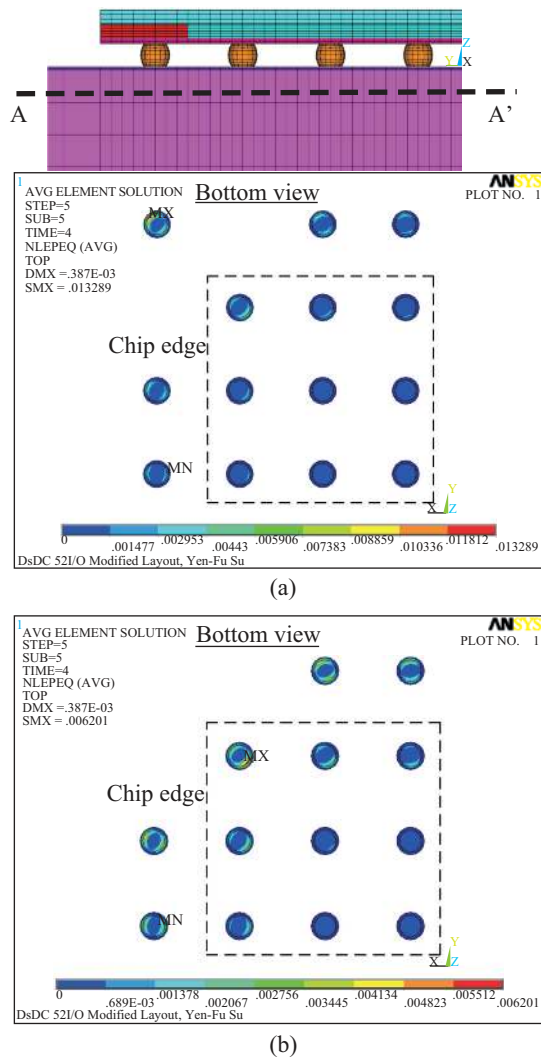 Z
Y X
A A'
1
AVG ELEMENT SOLUTION
STEP=5
SUB=5
TIME=4
NLEPEQ (AVG)
TOP
DMX =.387E-03
SMX = .013289
Bottom view
ANSYS
PLOT NO. 1
MX
Chip edge
MN
Y
X
Z
0 .001477 .002953 .00443 .005906 .007383 .008859 .010336 .011812 .013289
DsDC 52I/O Modified Layout, Yen-Fu Su
(a)
1
AVG ELEMENT SOLUTION
STEP=5
SUB=5
TIME=4
NLEPEQ (AVG)
TOP
DMX =.387E-03
SMX =.006201
Bottom view
ANSYS
PLOT NO. 1
MX
Chip edge
MN
Y
X
Z
0 .689E-03 .001378 .002067 .002756 .003445 .004134 .004823 .005512 .006201
DsDC 52I/O Modified Layout, Yen-Fu Su
(b)